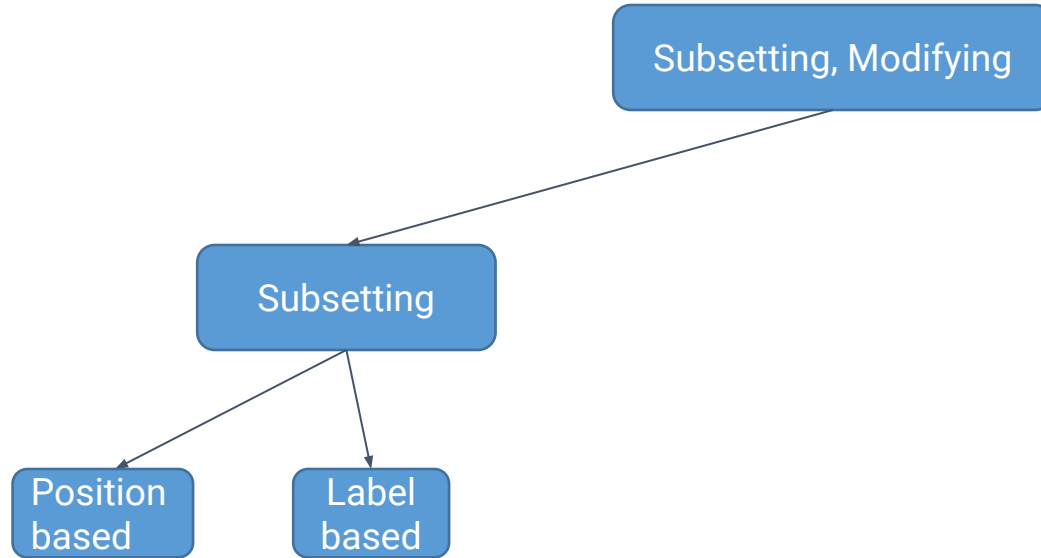 Subsetting, Modifying
Subsetting
Position
based
Label
based